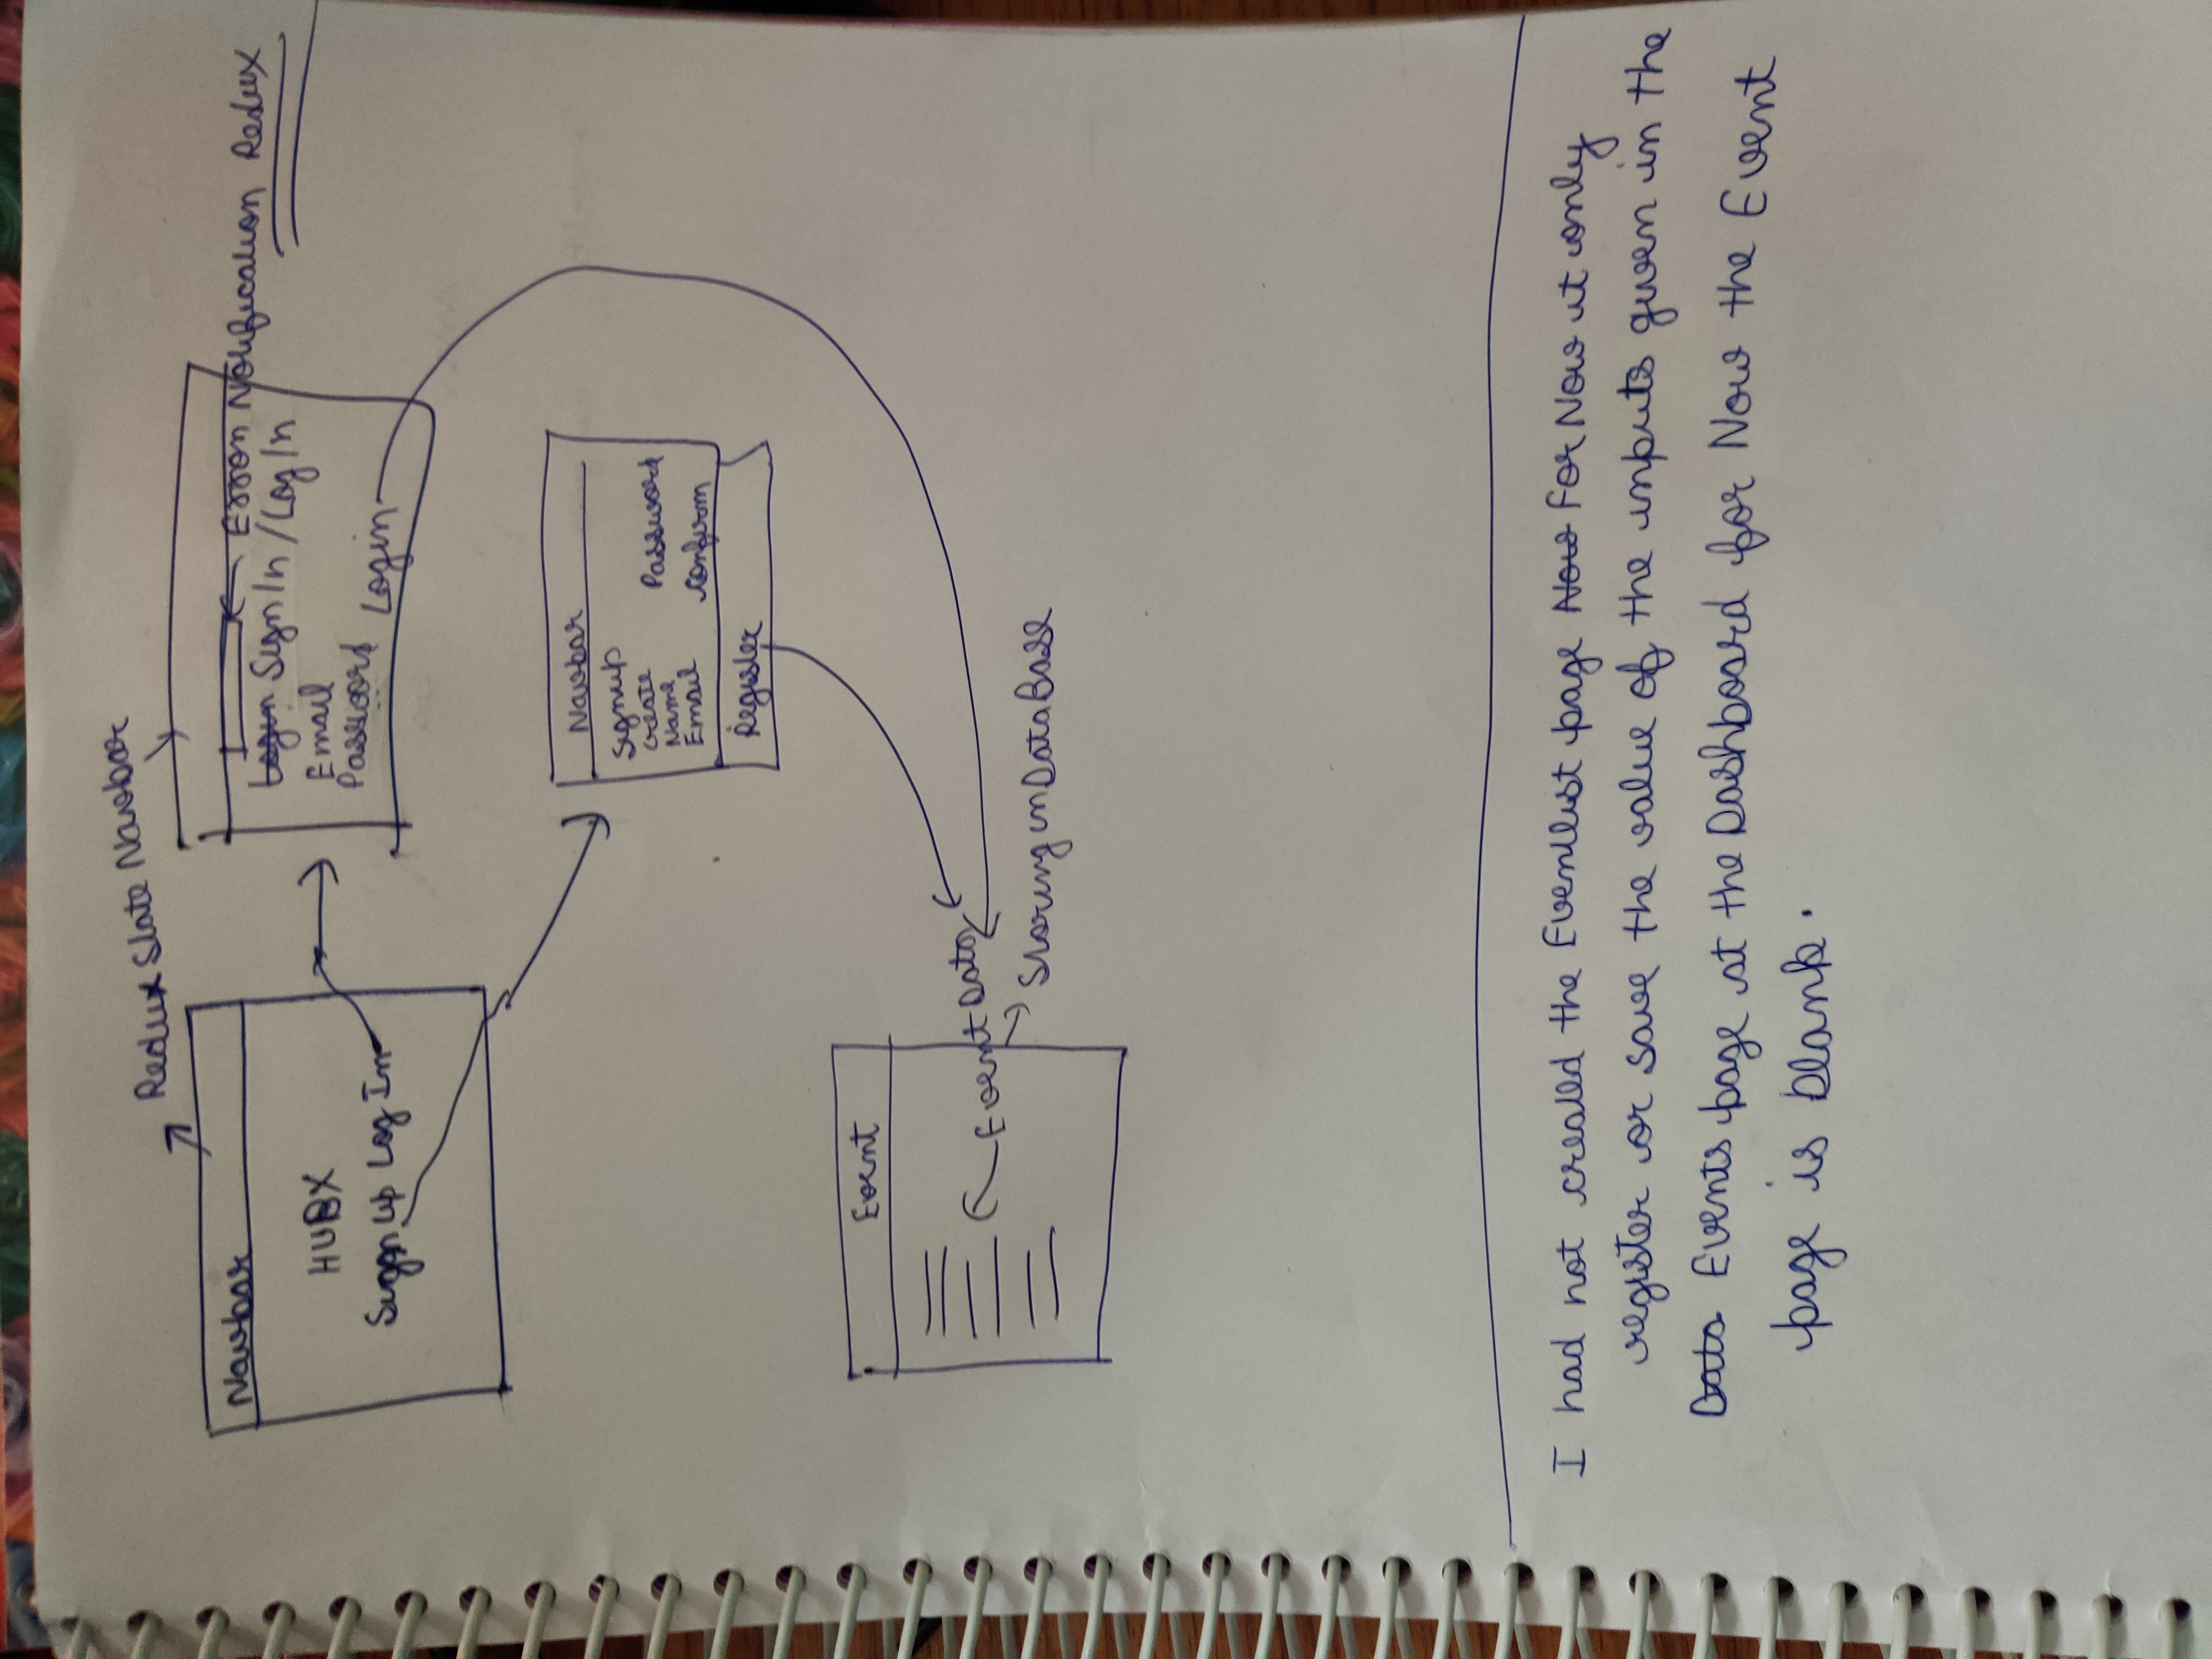 Redux State Navbar
Navbar
HUBX
Sign Up Log In
Error Notification Redux
Login Sign In / Log In
Email
Password
Login
Navbar
Signup
create
Name
Email
Password
Confirm
Register
Event
Event Data
Storing in DataBase
I had not created the Eventlist page Now For Now it only
register or save the value of the inputs given in the
Data Events page at the Dashboard for Now the Event
page is blank.